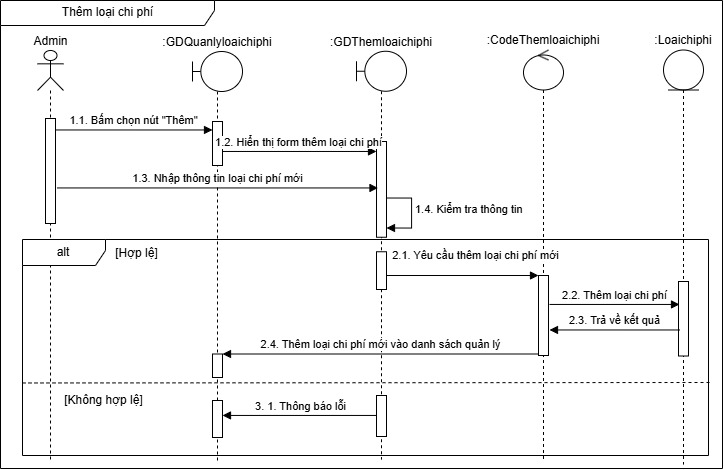 Thêm loại chi phí
Admin
:GDQuanlyloaichiphi
:GDThemloaichiphi
:CodeThemloaichiphi
:Loaichiphi
1.1. Bấm chọn nút "Thêm"
1.2. Hiển thị form thêm loại chi phí
1.3. Nhập thông tin loại chi phí mới
1.4. Kiểm tra thông tin
alt
[Hợp lệ]
2.1. Yêu cầu thêm loại chi phí mới
2.2. Thêm loại chi phí
2.3. Trả về kết quả
2.4. Thêm loại chi phí mới vào danh sách quản lý
[Không hợp lệ]
3. 1. Thông báo lỗi